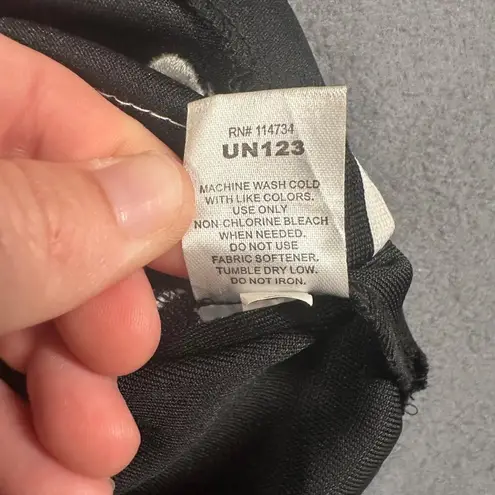 RN# 114734
UN123
MACHINE WASH COLD
WITH LIKE COLORS.
USE ONLY
NON-CHLORINE BLEACH
WHEN NEEDED.
DO NOT USE
FABRIC SOFTENER.
TUMBLE DRY LOW.
DO NOT IRON.